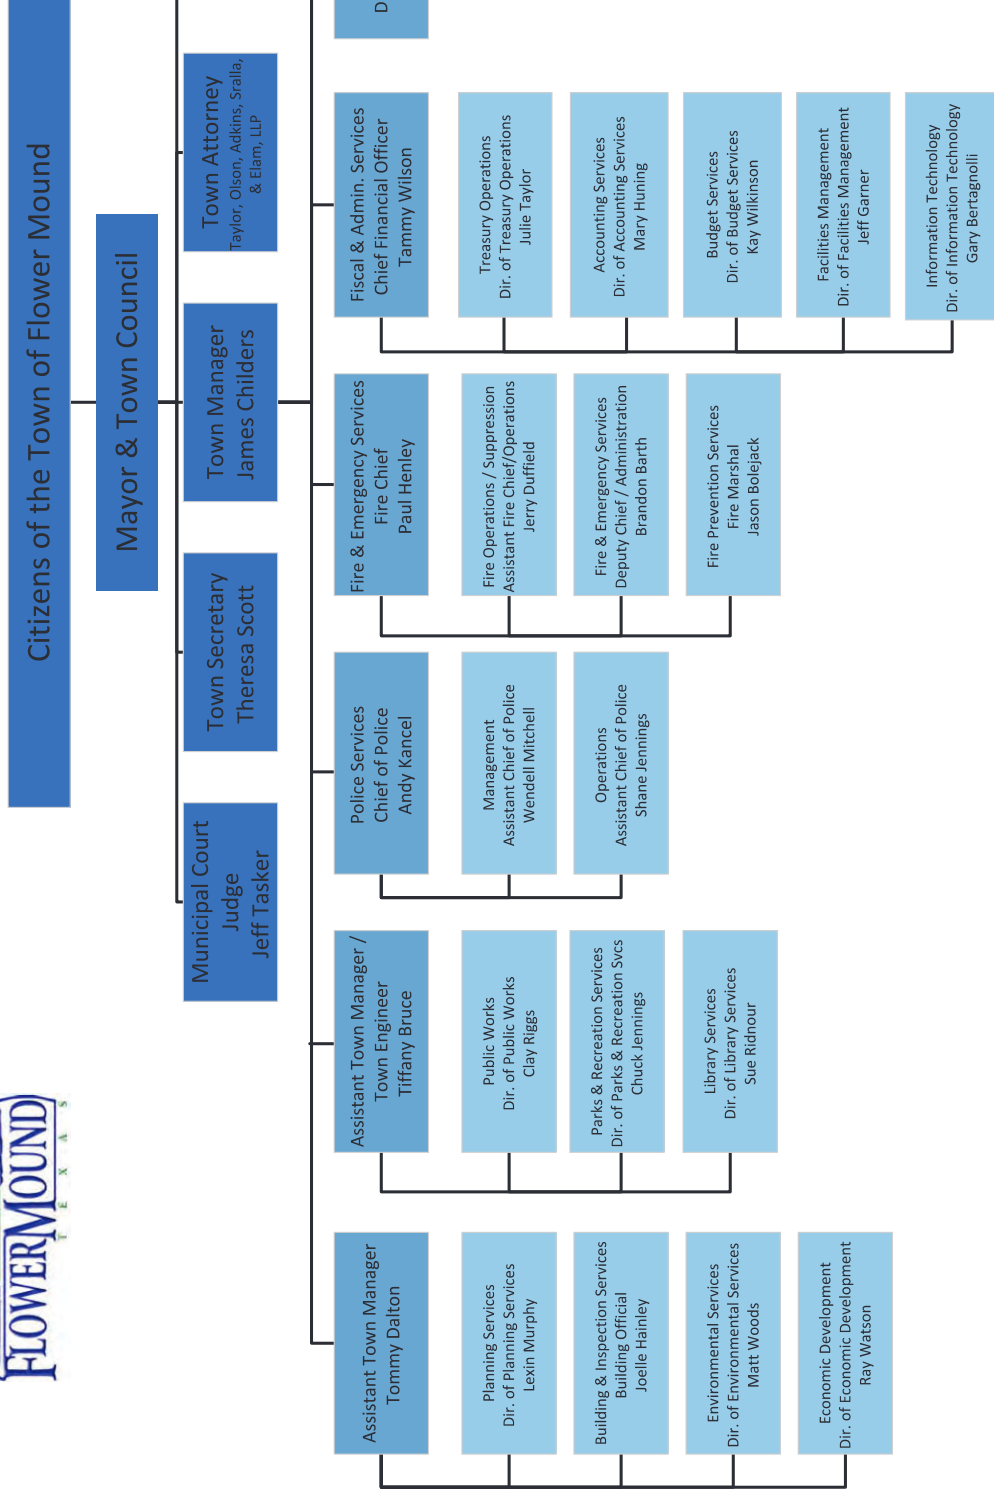 FLOWER MOUND
TEXAS
Citizens of the Town of Flower Mound
Mayor & Town Council
Municipal Court
Judge
Jeff Tasker
Town Secretary
Theresa Scott
Town Manager
James Childers
Town Attorney
Taylor, Olson, Adkins, Sralla,
& Elam, LLP
Assistant Town Manager
Tommy Dalton
Planning Services
Dir. of Planning Services
Lexin Murphy
Building & Inspection Services
Building Official
Joelle Hainley
Environmental Services
Dir. of Environmental Services
Matt Woods
Economic Development
Dir. of Economic Development
Ray Watson
Assistant Town Manager /
Town Engineer
Tiffany Bruce
Public Works
Dir. of Public Works
Clay Riggs
Parks & Recreation Services
Dir. of Parks & Recreation Svcs
Chuck Jennings
Library Services
Dir. of Library Services
Sue Ridnour
Police Services
Chief of Police
Andy Kancel
Management
Assistant Chief of Police
Wendell Mitchell
Operations
Assistant Chief of Police
Shane Jennings
Fire & Emergency Services
Fire Chief
Paul Henley
Fire Operations / Suppression
Assistant Fire Chief/Operations
Jerry Duffield
Fire & Emergency Services
Deputy Chief / Administration
Brandon Barth
Fire Prevention Services
Fire Marshal
Jason Bolejack
Fiscal & Admin. Services
Chief Financial Officer
Tammy Wilson
Treasury Operations
Dir. of Treasury Operations
Julie Taylor
Accounting Services
Dir. of Accounting Services
Mary Huning
Budget Services
Dir. of Budget Services
Kay Wilkinson
Facilities Management
Dir. of Facilities Management
Jeff Garner
Information Technology
Dir. of Information Technology
Gary Bertagnolli
D